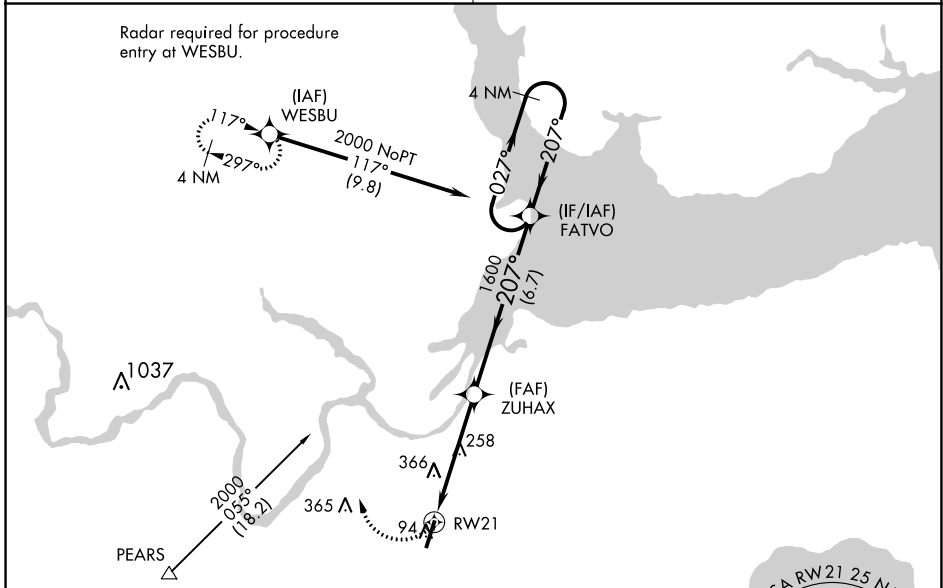 Radar required for procedure
entry at WESBU.
(IAF)
WESBU
117°
297°
4 NM
2000 NoPT
117°
(9.8)
4 NM
027°
207°
(IF/IAF)
FATVO
1600
207°
(6.7)
1037
(FAF)
ZUHAX
258
366
365
94
RW21
2000
055°
(18.2)
PEARS
RW21 25